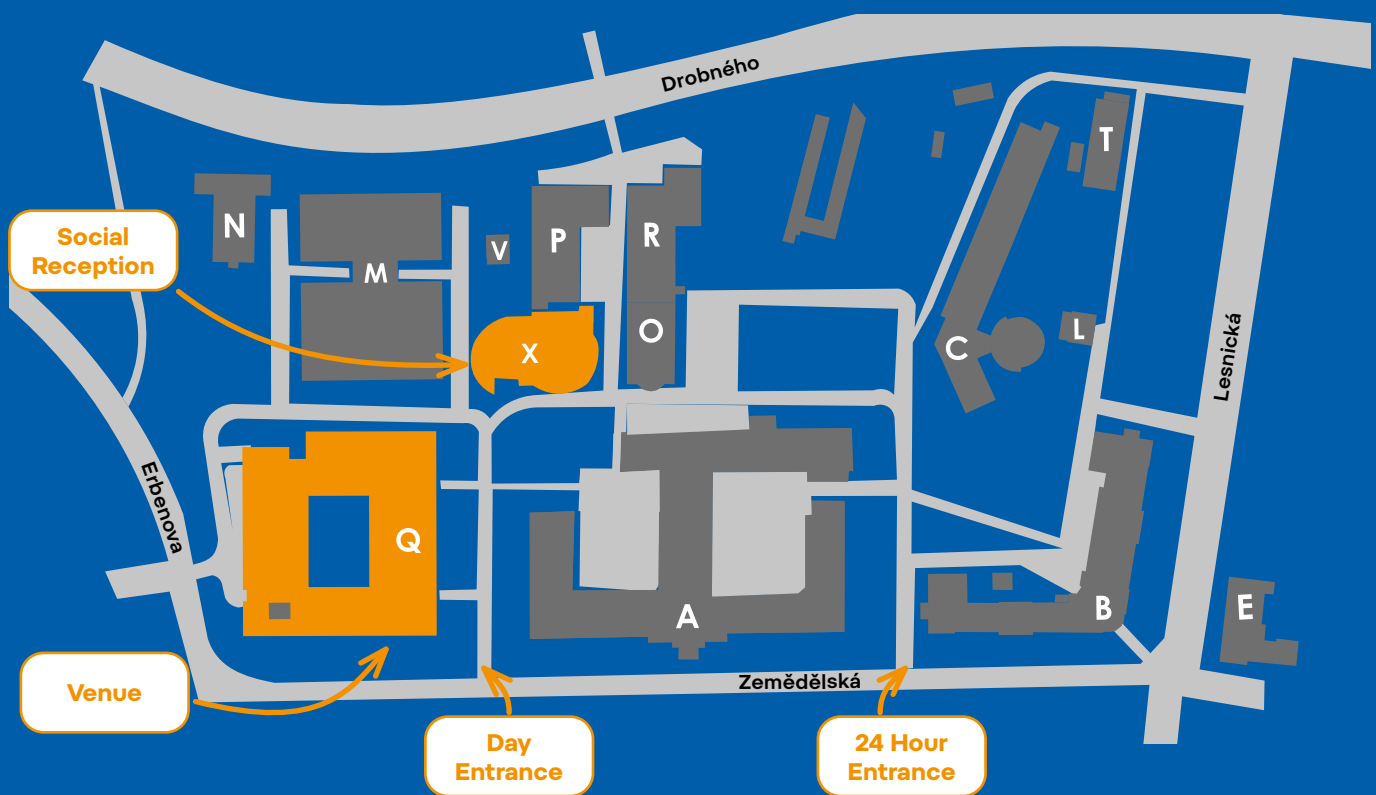 Drobného
T
N
Social
Reception
V
P
R
M
O
L
X
C
Lesnická
Erbenova
Q
A
B
E
Venue
Zemědělská
Day
Entrance
24 Hour
Entrance